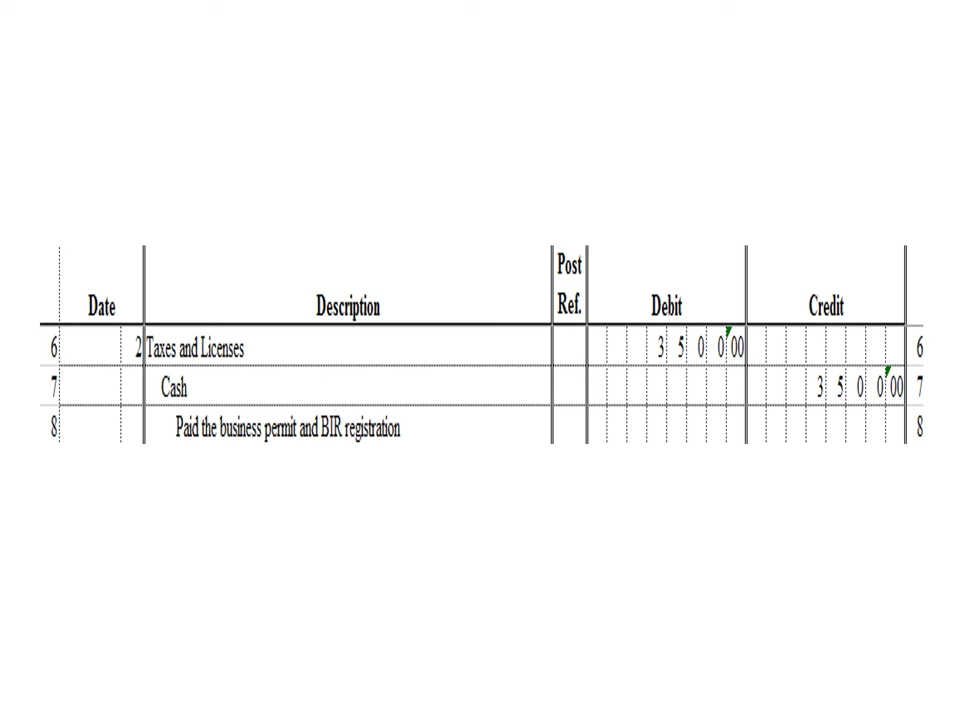 Date Description Post Ref. Debit Credit
6 2 Taxes and Licenses 3 5 0 0 00 6
7 Cash 3 5 0 0 00 7
8 Paid the business permit and BIR registration 8